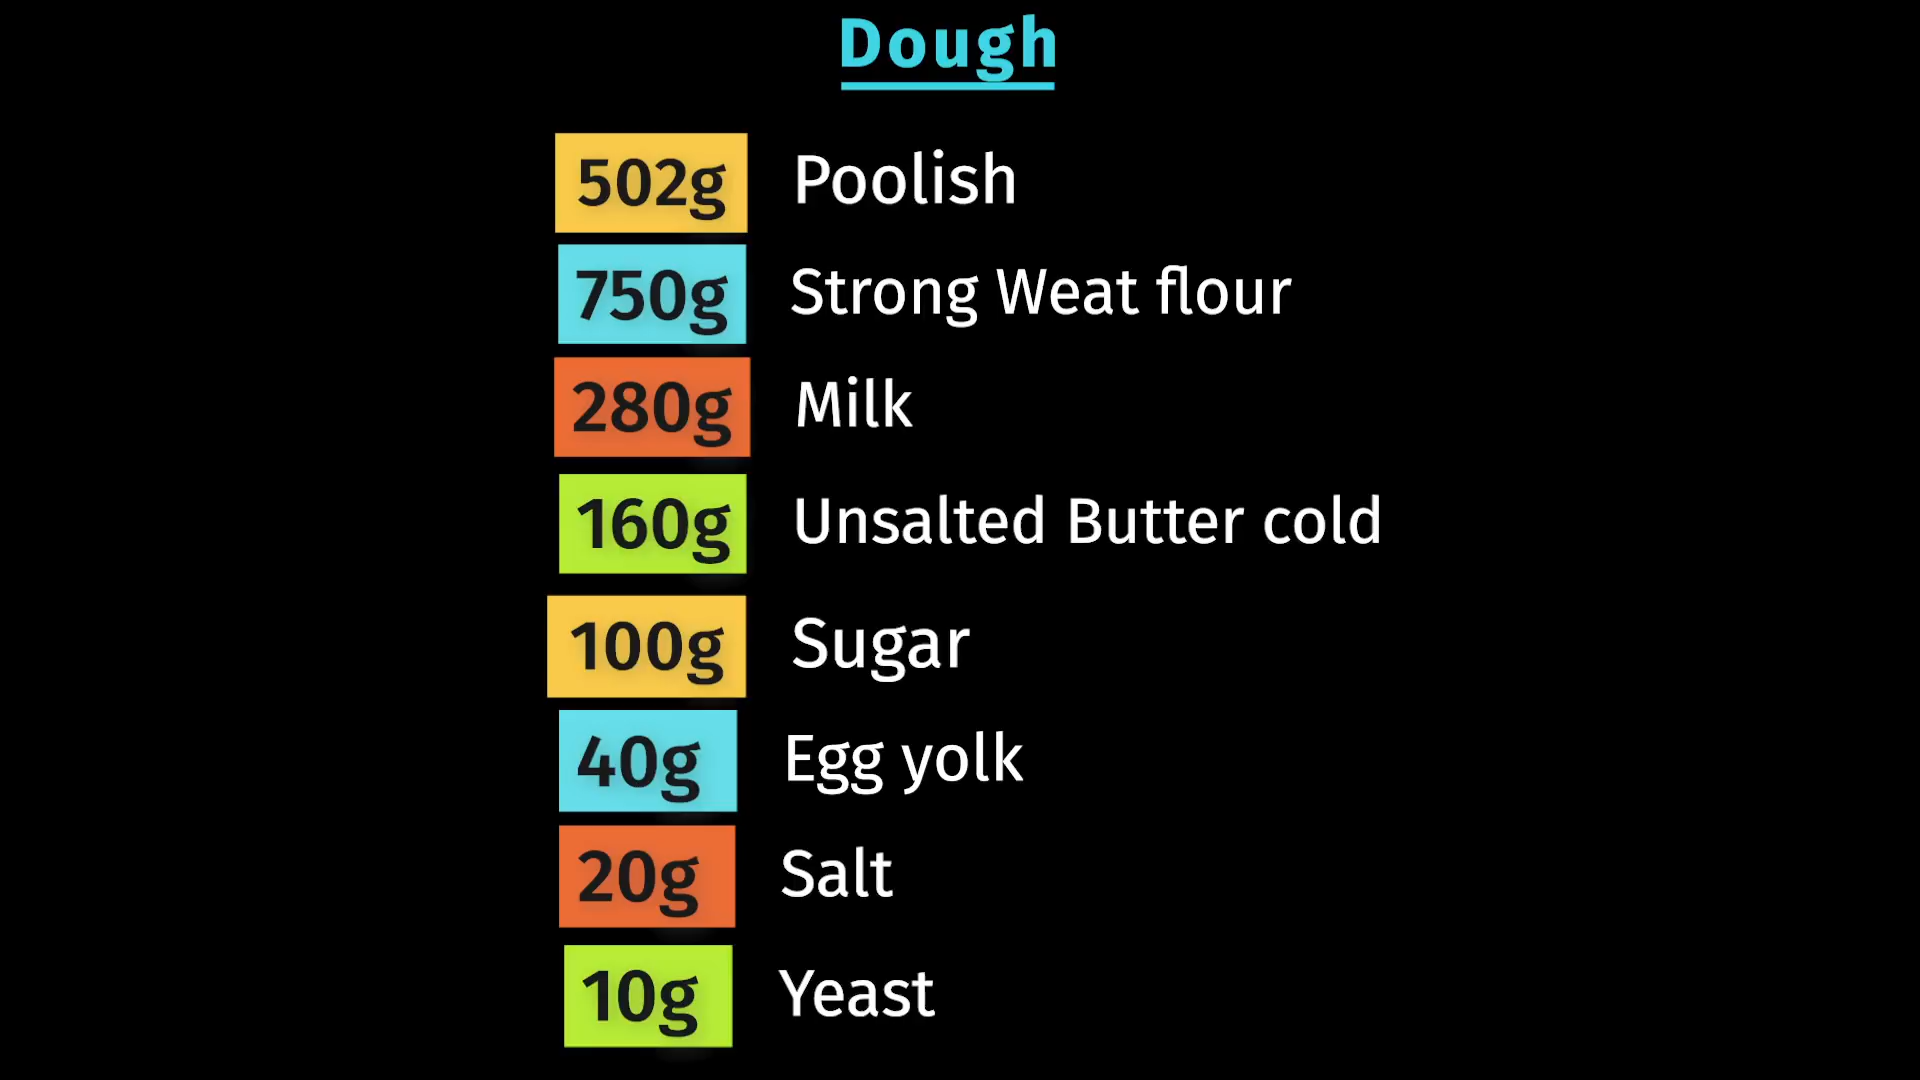 Dough
502g Poolish
750g Strong Weat flour
280g Milk
160g Unsalted Butter cold
100g Sugar
40g Egg yolk
20g Salt
10g Yeast